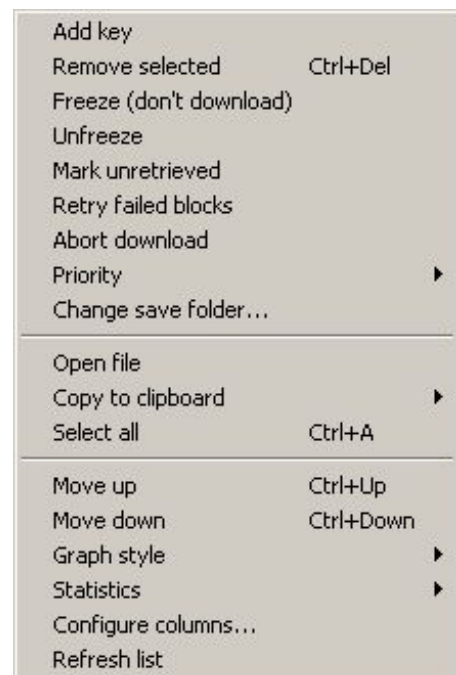 Add key
Remove selected Ctrl+Del
Freeze (don't download)
Unfreeze
Mark unretrieved
Retry failed blocks
Abort download
Priority
Change save folder...
Open file
Copy to clipboard
Select all Ctrl+A
Move up Ctrl+Up
Move down Ctrl+Down
Graph style
Statistics
Configure columns...
Refresh list